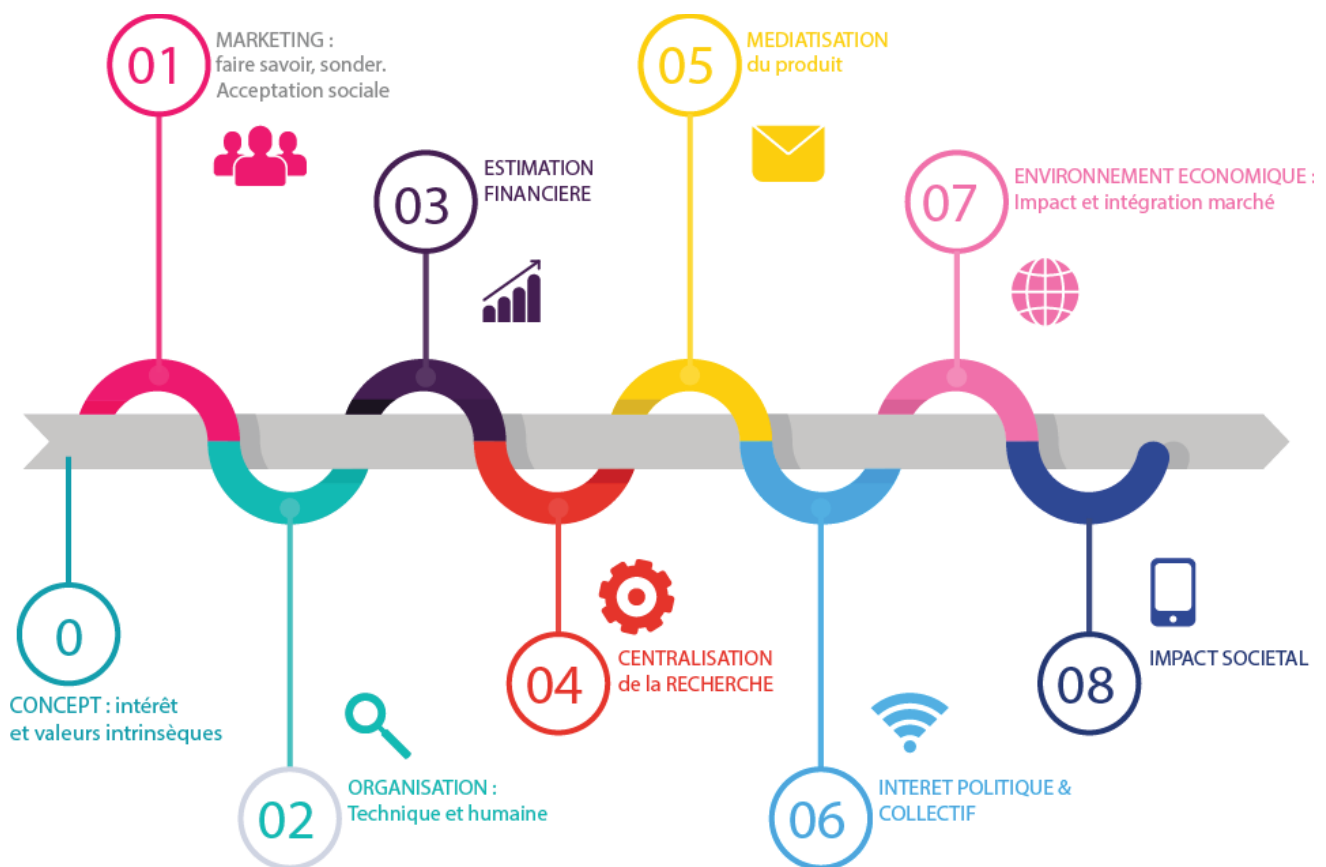 01
MARKETING :
faire savoir, sonder.
Acceptation sociale
05
MEDIATISATION
du produit
03
ESTIMATION
FINANCIERE
07
ENVIRONNEMENT ECONOMIQUE :
Impact et intégration marché
0
CONCEPT : intérêt
et valeurs intrinsèques
04
CENTRALISATION
de la RECHERCHE
08
IMPACT SOCIETAL
02
ORGANISATION :
Technique et humaine
06
INTERET POLITIQUE &
COLLECTIF